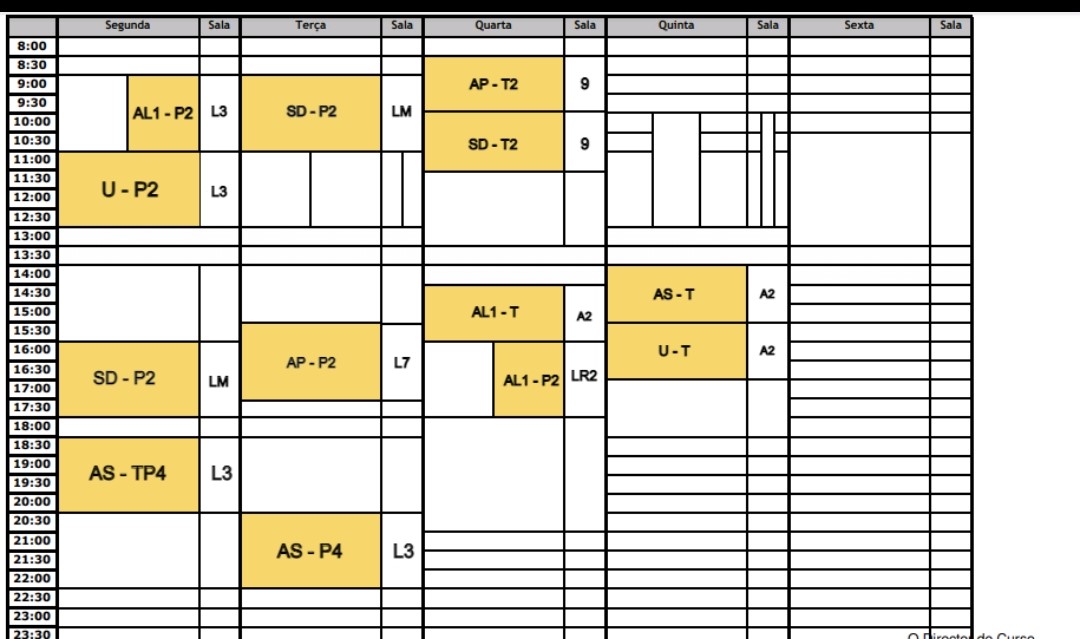 Segunda Sala Terça Sala Quarta Sala Quinta Sala Sexta Sala
8:00
8:30
9:00
9:30
10:00
10:30
11:00
11:30
12:00
12:30
13:00
13:30
14:00
14:30
15:00
15:30
16:00
16:30
17:00
17:30
18:00
18:30
19:00
19:30
20:00
20:30
21:00
21:30
22:00
22:30
23:00
23:30
AL1 - P2 L3
U - P2 L3
SD - P2 LM
AS - TP4 L3
SD - P2 LM
AP - P2 L7
AS - P4 L3
AP - T2 9
SD - T2 9
AL1 - T A2
AL1 - P2 LR2
AS - T A2
U - T A2
O Director do Curso